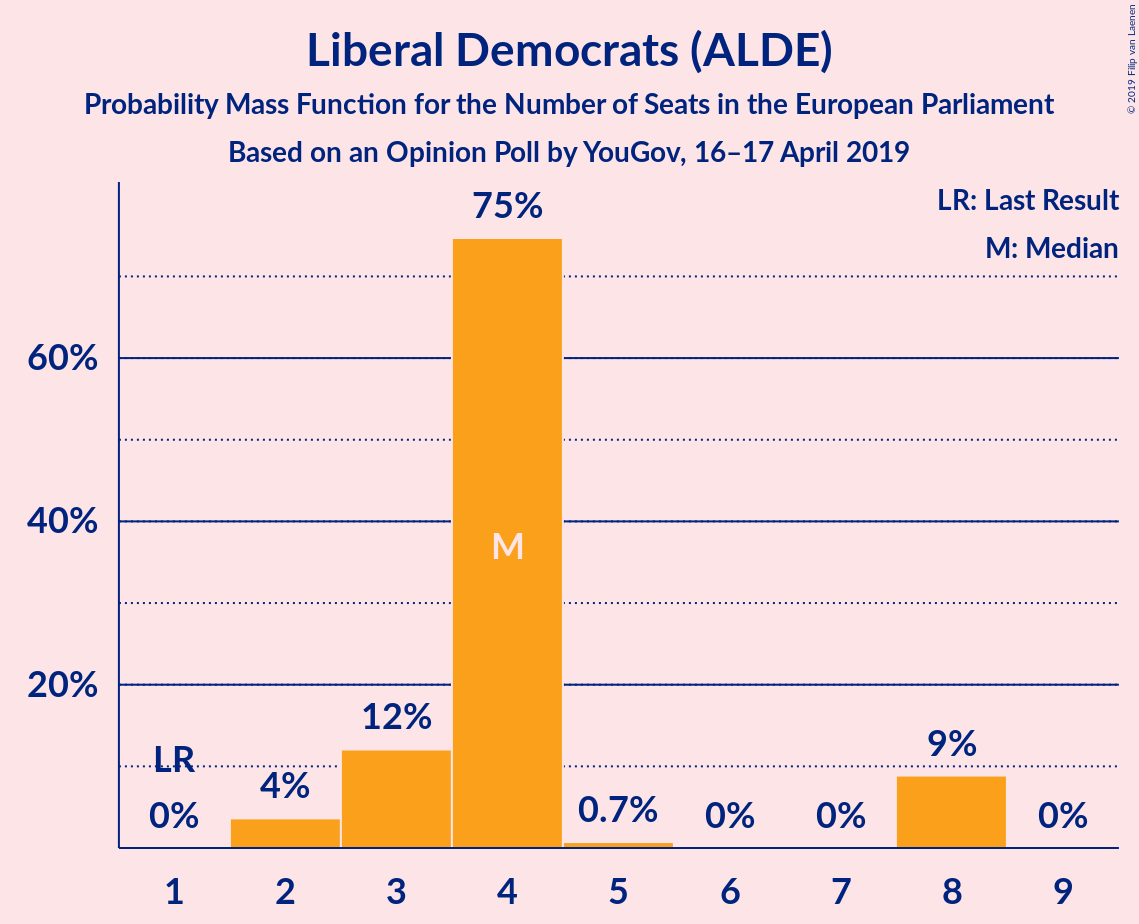 Liberal Democrats (ALDE)
Probability Mass Function for the Number of Seats in the European Parliament
Based on an Opinion Poll by YouGov, 16–17 April 2019
© 2019 Filip van Laenen
LR: Last Result
M: Median
75%
60%
40%
M
20%
12%
9%
LR
4%
0.7%
0%
0%
0%
0%
1 2 3 4 5 6 7 8 9